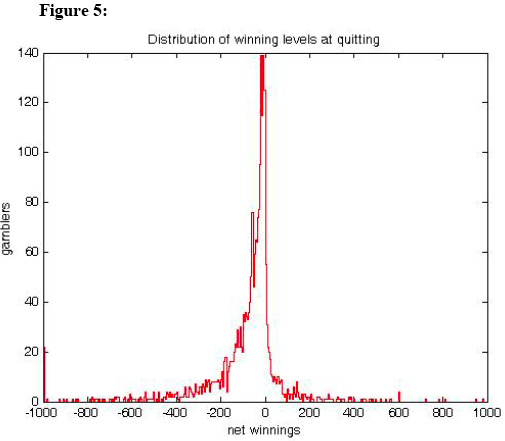 Figure 5:
Distribution of winning levels at quitting
140
120
100
80
60
40
20
0
-1000 -800 -600 -400 -200 0 200 400 600 800 1000
net winnings
gamblers